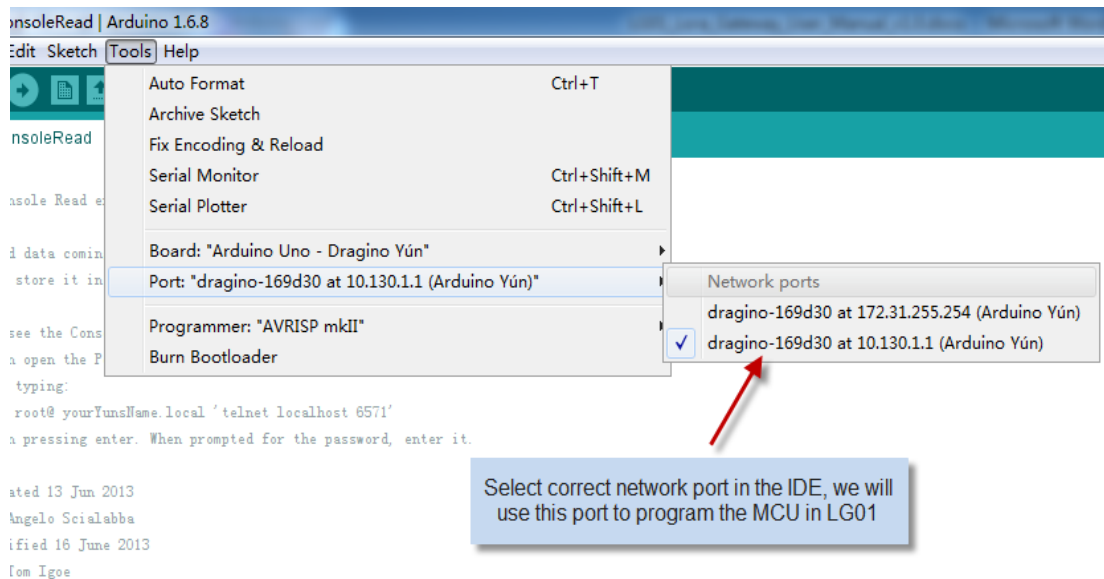 onsoleRead | Arduino 1.6.8
Edit Sketch Tools Help
Auto Format Ctrl+T
Archive Sketch
nsoleRead
Fix Encoding & Reload
Serial Monitor Ctrl+Shift+M
Serial Plotter Ctrl+Shift+L
nsole Read e
d data comin
Board: "Arduino Uno - Dragino Yún"
store it in
Port: "dragino-169d30 at 10.130.1.1 (Arduino Yún)"
Network ports
dragino-169d30 at 172.31.255.254 (Arduino Yún)
dragino-169d30 at 10.130.1.1 (Arduino Yún)
see the Cons
Programmer: "AVRISP mkII"
n open the P
Burn Bootloader
typing:
root@ yourYunsName.local 'telnet localhost 6571'
n pressing enter. When prompted for the password, enter it.
Select correct network port in the IDE, we will
use this port to program the MCU in LG01
ated 13 Jun 2013
Angelo Scialabba
ified 16 June 2013
Tom Igoe